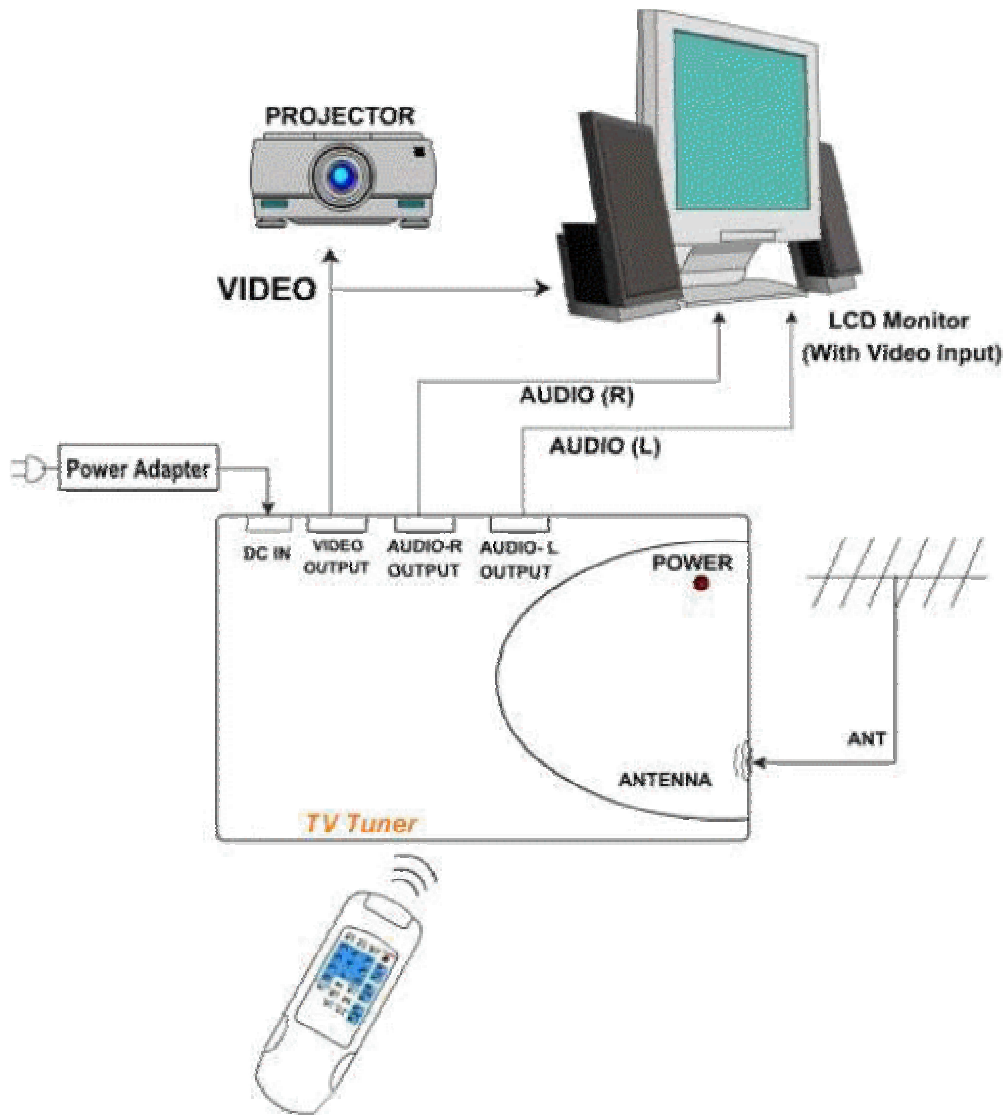 PROJECTOR
VIDEO
LCD Monitor
(With Video input)
AUDIO (R)
AUDIO (L)
Power Adapter
DC IN
VIDEO
OUTPUT
AUDIO-R
OUTPUT
AUDIO- L
OUTPUT
POWER
ANT
ANTENNA
TV Tuner